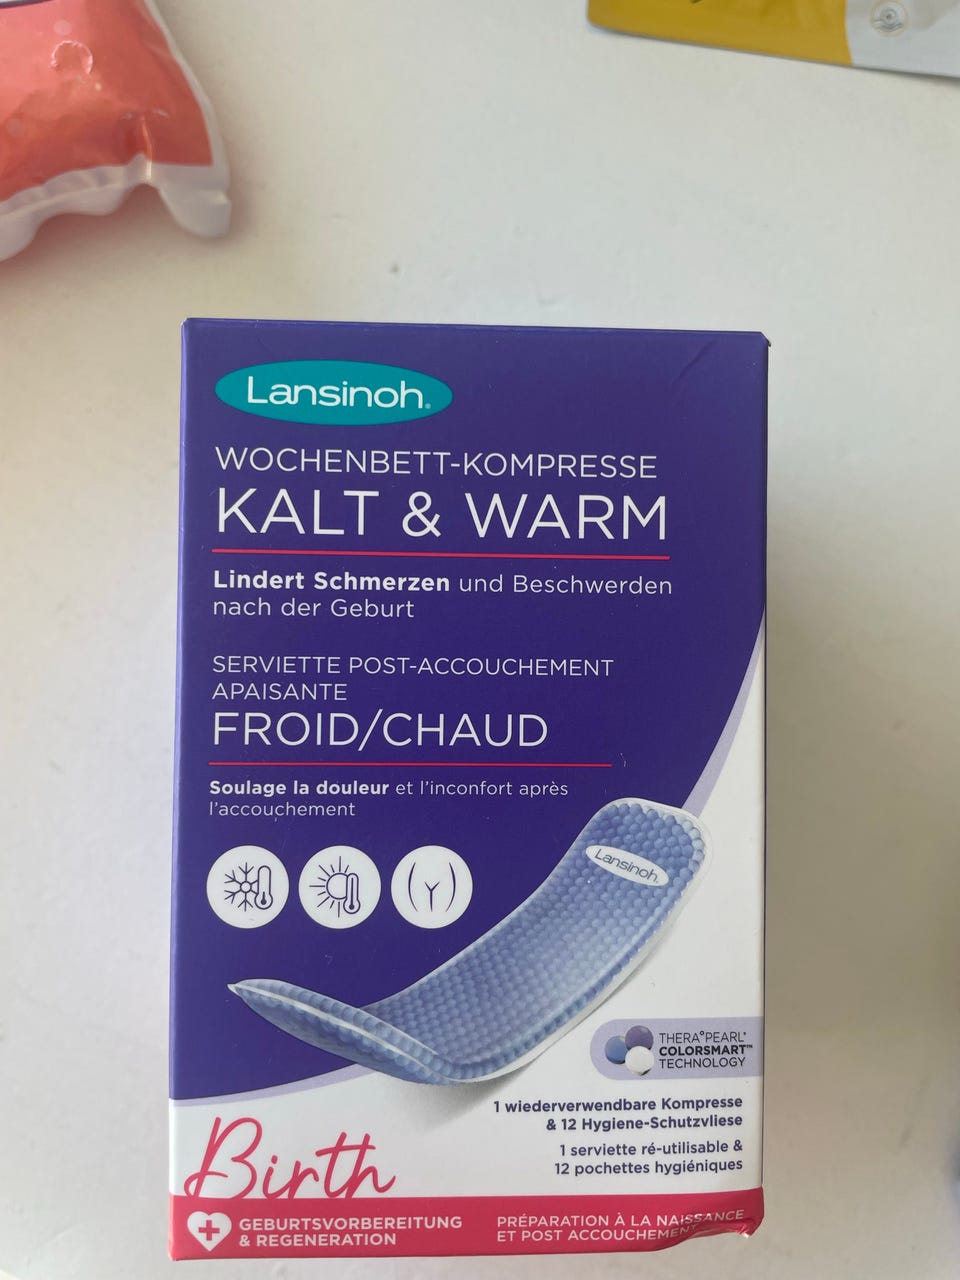 Lansinoh®
WOCHENBETT-KOMPRESSE
KALT & WARM
Lindert Schmerzen und Beschwerden
nach der Geburt
SERVIETTE POST-ACCOUCHEMENT
APAISANTE
FROID/CHAUD
Soulage la douleur et l'inconfort après
l'accouchement
Lansinoh
THERA°PEARL®
COLORSMART™
TECHNOLOGY
1 wiederverwendbare Kompresse
& 12 Hygiene-Schutzvliese
1 serviette ré-utilisable &
12 pochettes hygiéniques
Birth
GEBURTSVORBEREITUNG
& REGENERATION
PRÉPARATION À LA NAISSANCE
ET POST ACCOUCHEMENT